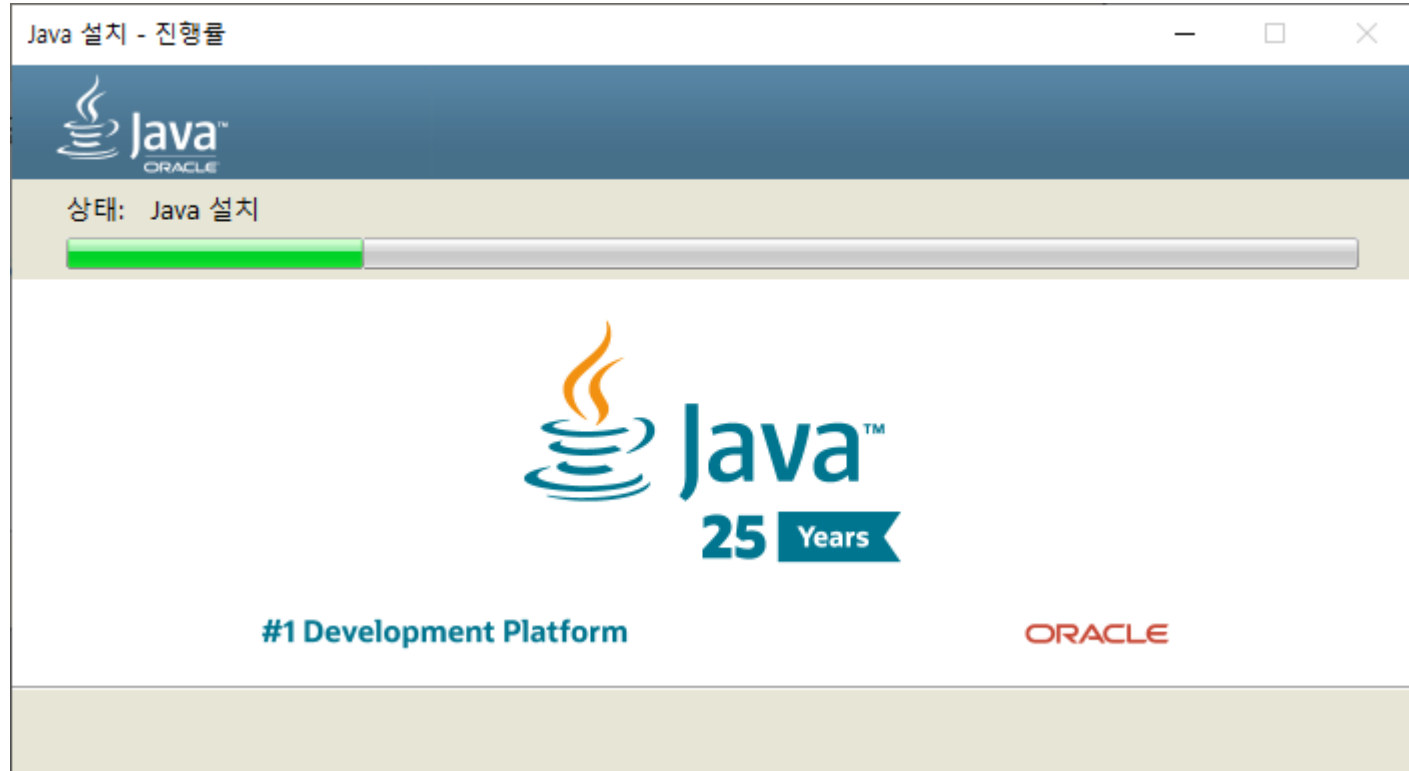 Java 설치 - 진행률
Java™
ORACLE
상태: Java 설치
Java™
25 Years
#1 Development Platform ORACLE